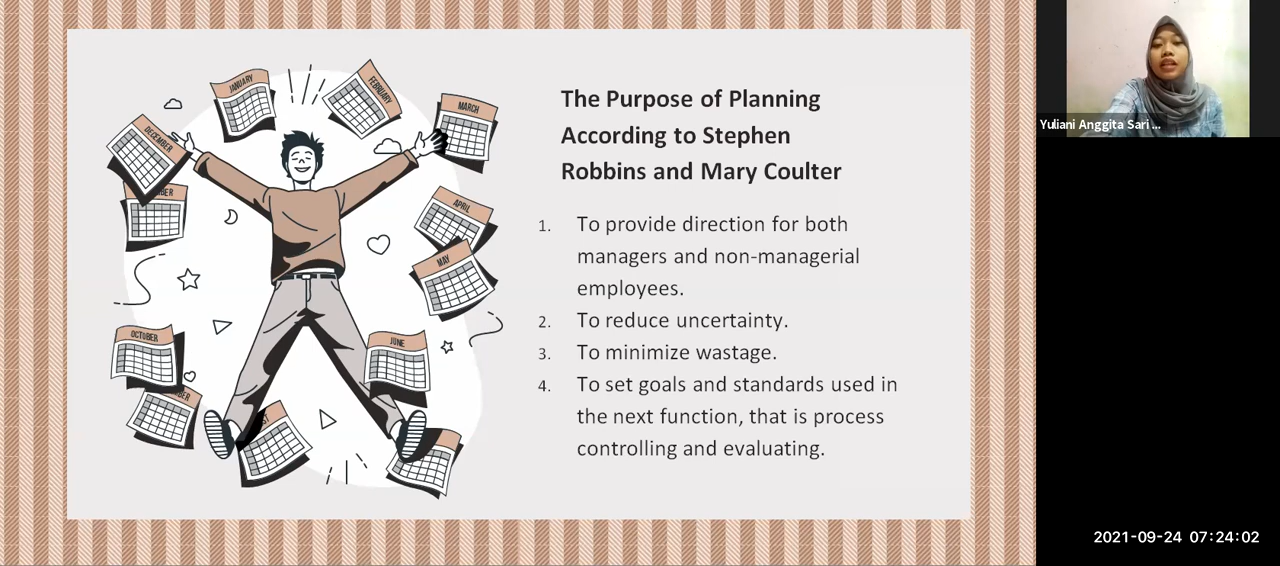 The Purpose of Planning
According to Stephen
Robbins and Mary Coulter
1. To provide direction for both
managers and non-managerial
employees.
2. To reduce uncertainty.
3. To minimize wastage.
4. To set goals and standards used in
the next function, that is process
controlling and evaluating.
JANUARY
FEBRUARY
MARCH
APRIL
MAY
JUNE
OCTOBER
DECEMBER
Yuliani Anggita Sari ...
2021-09-24 07:24:02